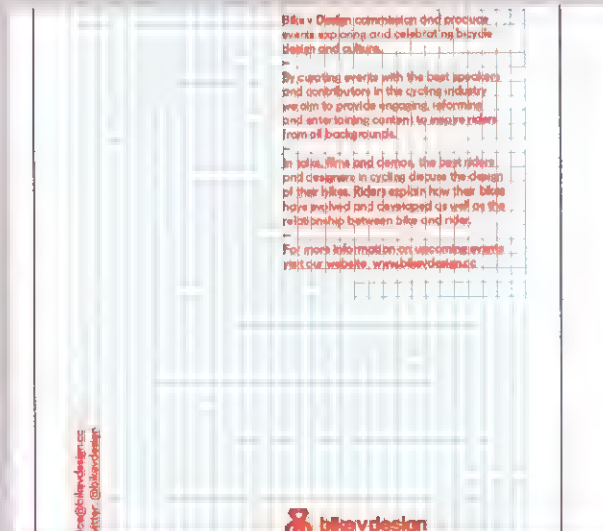 Bike v Design commission and produce
events exploring and celebrating bicycle
design and culture.
–
By curating events with the best speakers
and contributors in the cycling industry
we aim to provide engaging, informing
and entertaining content to inspire riders
from all backgrounds.
–
In talks, films and demos, the best riders
and designers in cycling discuss the design
of their bikes. Riders explain how their bikes
have evolved and developed as well as the
relationship between bike and rider.
–
For more information on upcoming events
visit our website. www.bikevdesign.cc
@bikevdesign.cc
@bikevdesign
bikevdesign